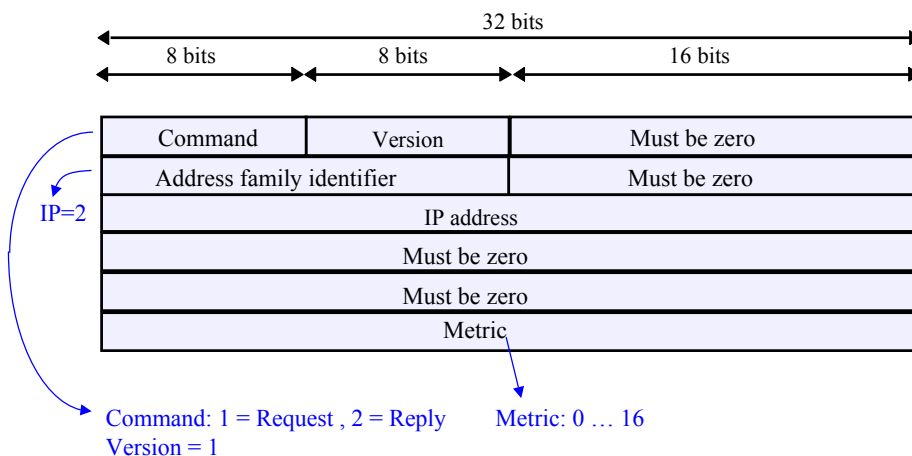 32 bits
8 bits 8 bits 16 bits
Command Version Must be zero
Address family identifier Must be zero
IP=2
IP address
Must be zero
Must be zero
Metric
Command: 1 = Request , 2 = Reply Metric: 0 … 16
Version = 1